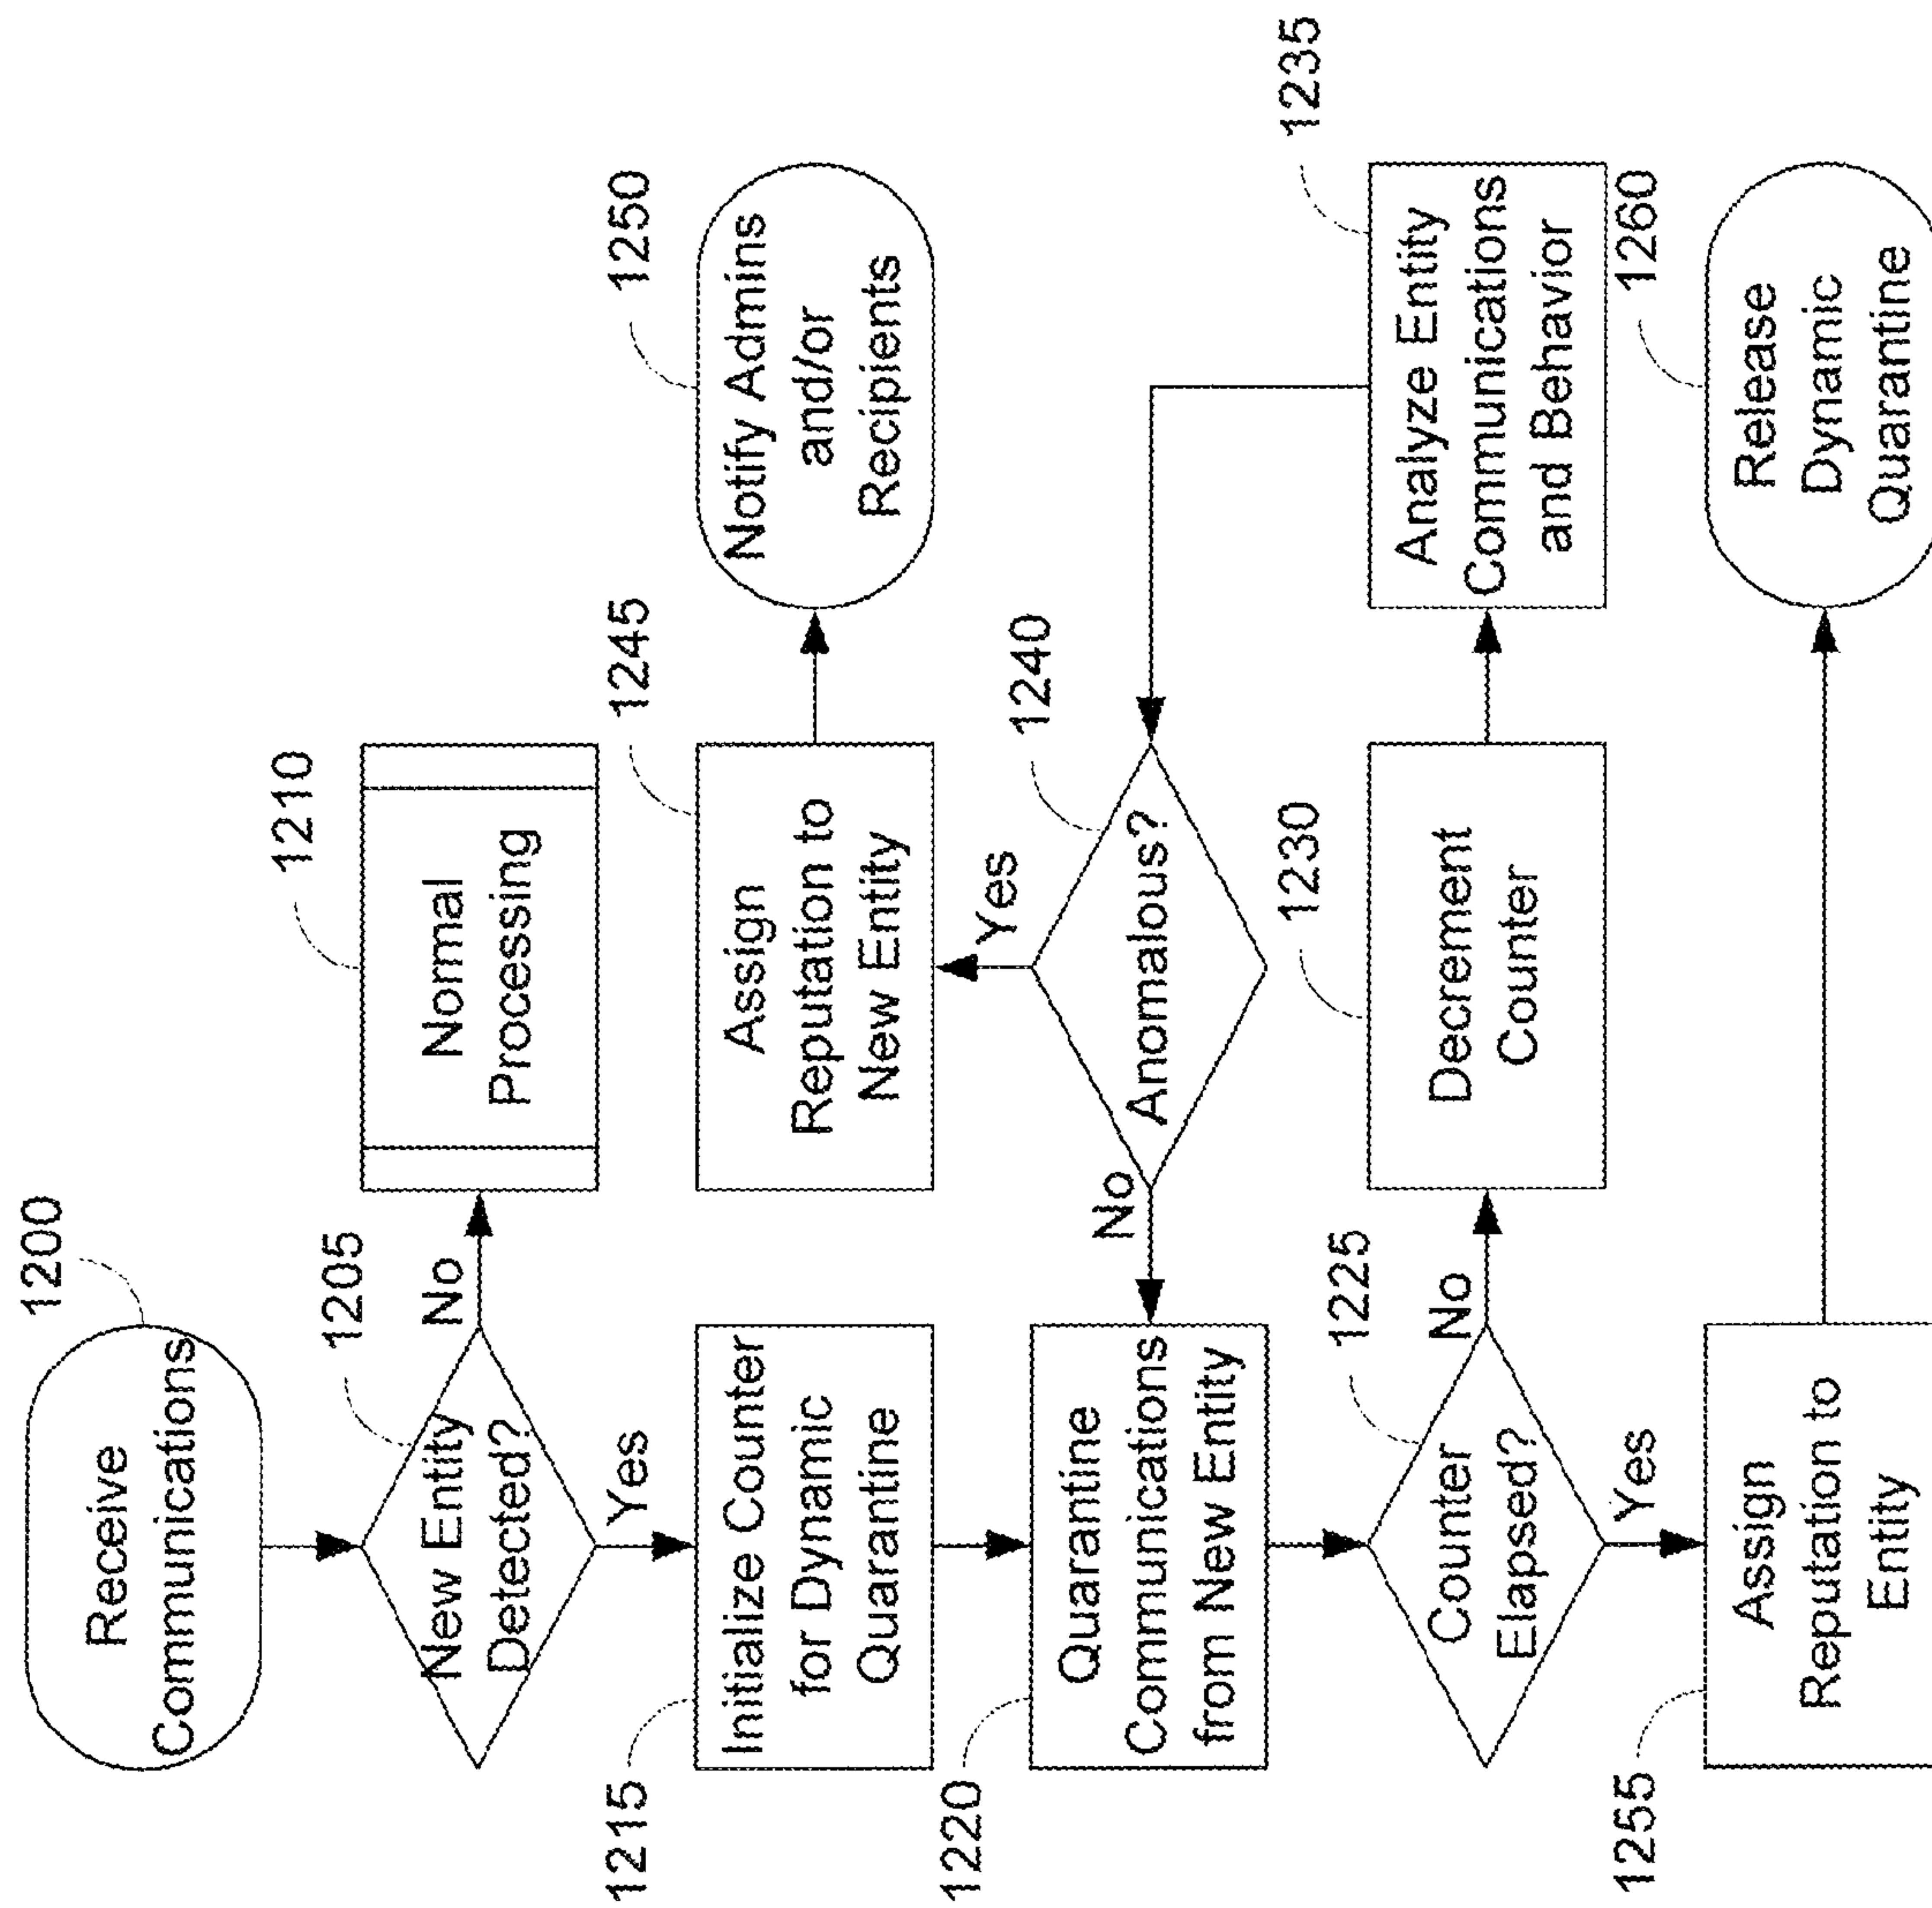 1200
Receive
Communications
1205
New Entity
Detected?
No
1210
Normal
Processing
Yes
1215
Initialize Counter
for Dynamic
Quarantine
1220
Quarantine
Communications
from New Entity
1225
Counter
Elapsed?
No
1230
Decrement
Counter
1235
Analyze Entity
Communications
and Behavior
1240
Anomalous?
No
Yes
1245
Assign
Reputation to
New Entity
1250
Notify Admins
and/or
Recipients
Yes
1255
Assign
Reputation to
Entity
1260
Release
Dynamic
Quarantine